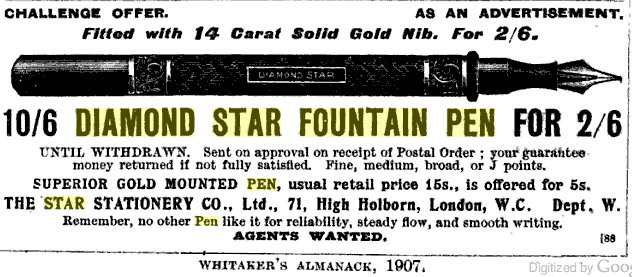 CHALLENGE OFFER. AS AN ADVERTISEMENT.
Fitted with 14 Carat Solid Gold Nib. For 2/6.
DIAMOND STAR
10/6 DIAMOND STAR FOUNTAIN PEN FOR 2/6
UNTIL WITHDRAWN. Sent on approval on receipt of Postal Order ; your guarantee
money returned if not fully satisfied. Fine, medium, broad, or J points.
SUPERIOR GOLD MOUNTED PEN, usual retail price 15s., is offered for 5s.
THE STAR STATIONERY CO., Ltd., 71, High Holborn, London, W.C. Dept. W.
Remember, no other Pen like it for reliability, steady flow, and smooth writing.
AGENTS WANTED. [88
WHITAKER'S ALMANACK, 1907.
Digitized by Goo